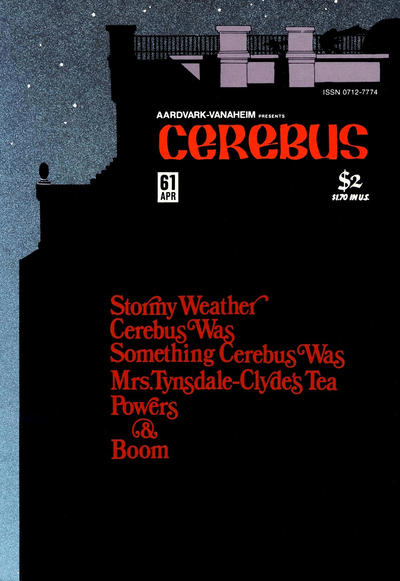 ISSN 0712-7774
AARDVARK-VANAHEIM PRESENTS
CEREBUS
61
APR
$2
$1.70 IN U.S.
Stormy Weather
Cerebus Was
Something Cerebus Was
Mrs.Tynsdale-Clyde's Tea
Powers
&
Boom